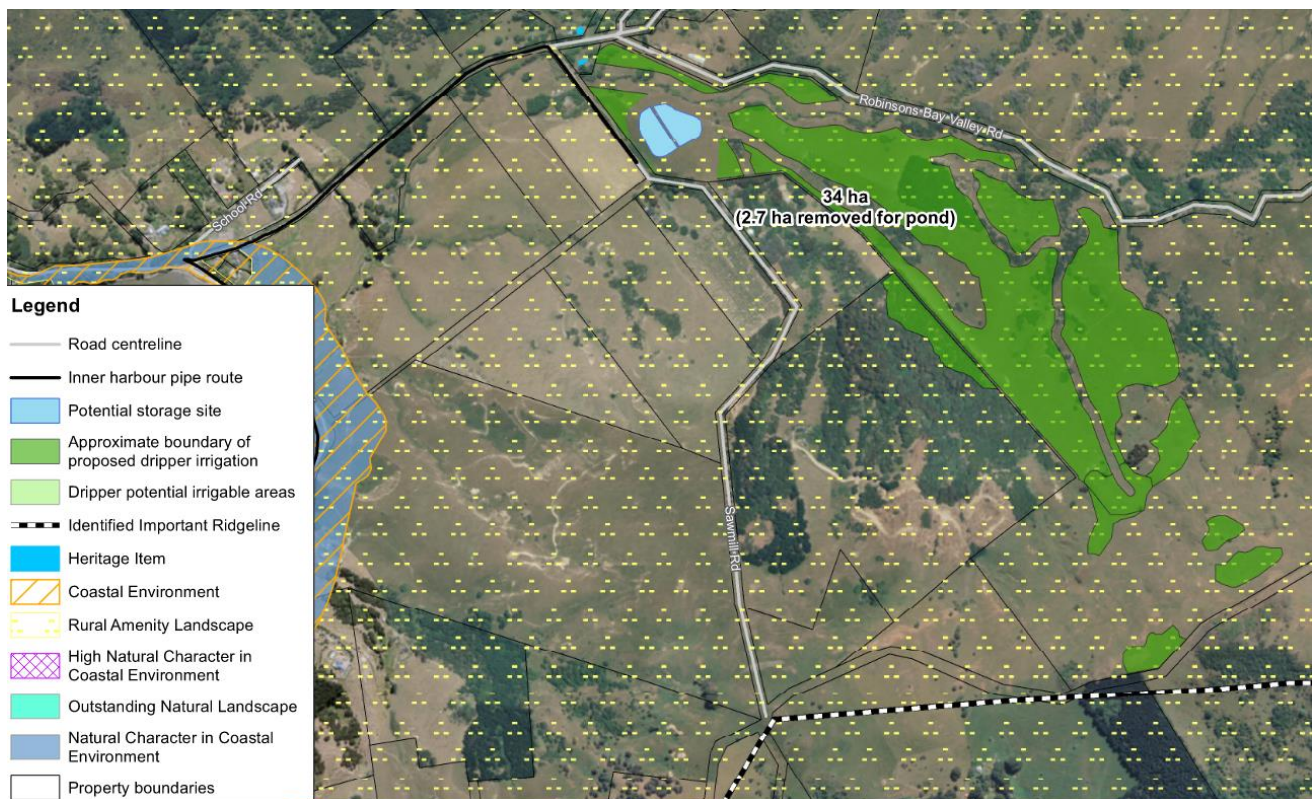 Robinsons Bay Valley Rd
School Rd
34 ha
(2.7 ha removed for pond)
Sawmill Rd
Legend
Road centreline
Inner harbour pipe route
Potential storage site
Approximate boundary of
proposed dripper irrigation
Dripper potential irrigable areas
Identified Important Ridgeline
Heritage Item
Coastal Environment
Rural Amenity Landscape
High Natural Character in
Coastal Environment
Outstanding Natural Landscape
Natural Character in Coastal
Environment
Property boundaries